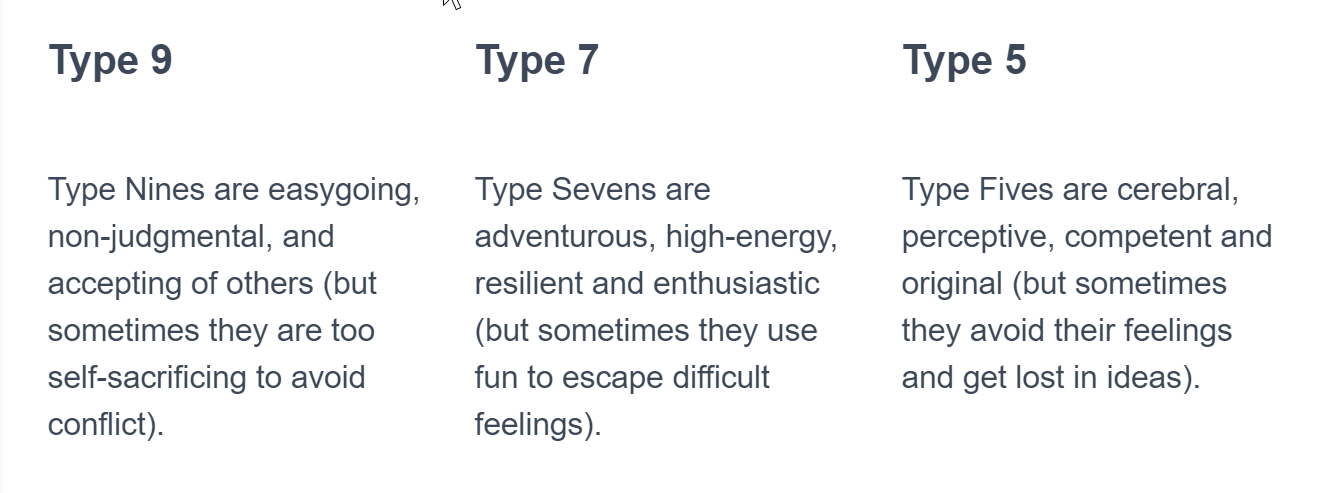 Type 9
Type Nines are easygoing,
non-judgmental, and
accepting of others (but
sometimes they are too
self-sacrificing to avoid
conflict).
Type 7
Type Sevens are
adventurous, high-energy,
resilient and enthusiastic
(but sometimes they use
fun to escape difficult
feelings).
Type 5
Type Fives are cerebral,
perceptive, competent and
original (but sometimes
they avoid their feelings
and get lost in ideas).